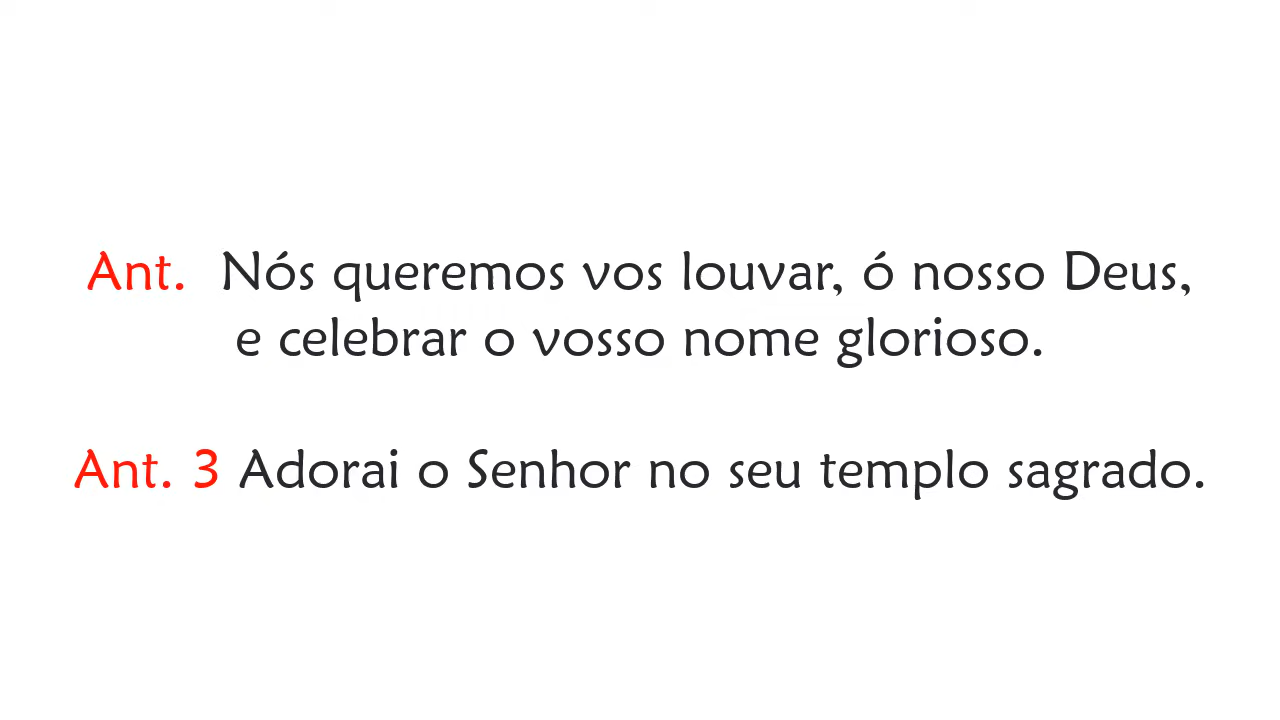 Ant. Nós queremos vos louvar, ó nosso Deus,
e celebrar o vosso nome glorioso.
Ant. 3 Adorai o Senhor no seu templo sagrado.